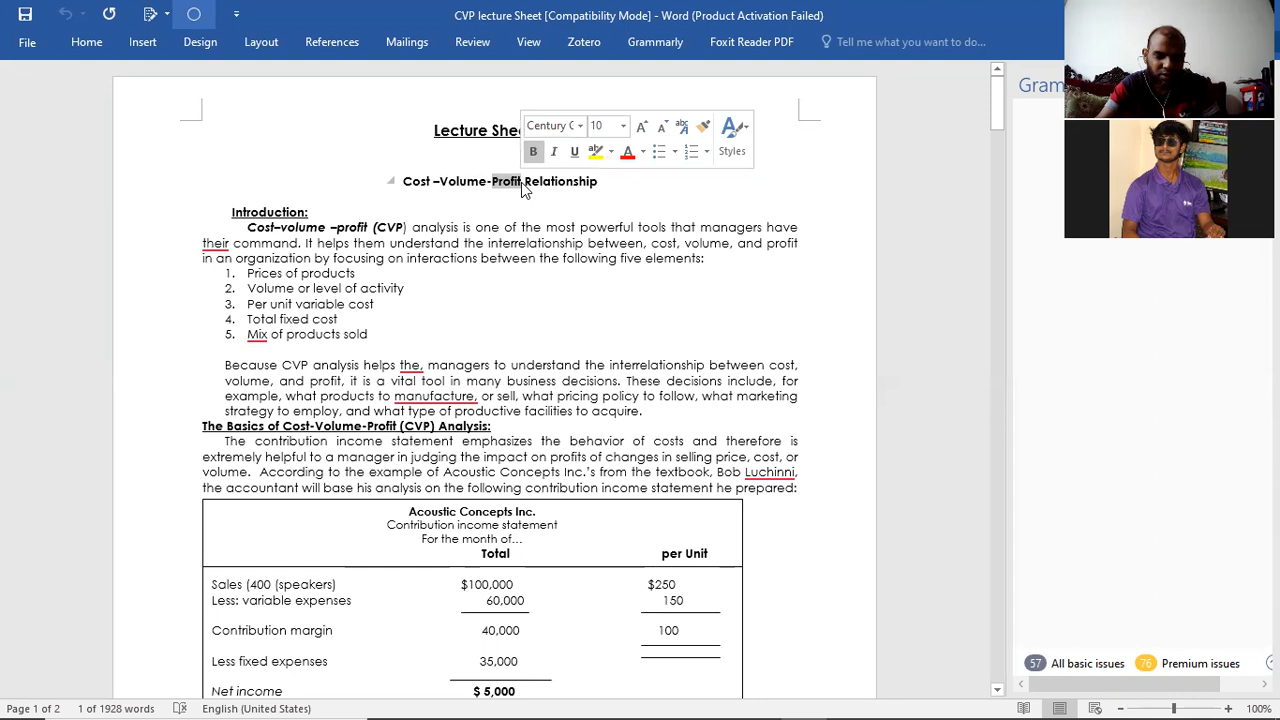 CVP lecture Sheet [Compatibility Mode] - Word (Product Activation Failed)
File Home Insert Design Layout References Mailings Review View Zotero Grammarly Foxit Reader PDF Tell me what you want to do...
Lecture
Century 10
Styles
Cost –Volume-Profit Relationship
Introduction:
Cost–volume –profit (CVP) analysis is one of the most powerful tools that managers have
their command. It helps them understand the interrelationship between, cost, volume, and profit
in an organization by focusing on interactions between the following five elements:
1. Prices of products
2. Volume or level of activity
3. Per unit variable cost
4. Total fixed cost
5. Mix of products sold
Because CVP analysis helps the, managers to understand the interrelationship between cost,
volume, and profit, it is a vital tool in many business decisions. These decisions include, for
example, what products to manufacture, or sell, what pricing policy to follow, what marketing
strategy to employ, and what type of productive facilities to acquire.
The Basics of Cost-Volume-Profit (CVP) Analysis:
The contribution income statement emphasizes the behavior of costs and therefore is
extremely helpful to a manager in judging the impact on profits of changes in selling price, cost, or
volume. According to the example of Acoustic Concepts Inc.'s from the textbook, Bob Luchinni,
the accountant will base his analysis on the following contribution income statement he prepared:
Acoustic Concepts Inc.
Contribution income statement
For the month of…
Total per Unit
Sales (400 (speakers) $100,000 $250
Less: variable expenses 60,000 150
Contribution margin 40,000 100
Less fixed expenses 35,000
Net income $ 5,000
57 All basic issues 76 Premium issues
Page 1 of 2 1 of 1928 words English (United States) 100%